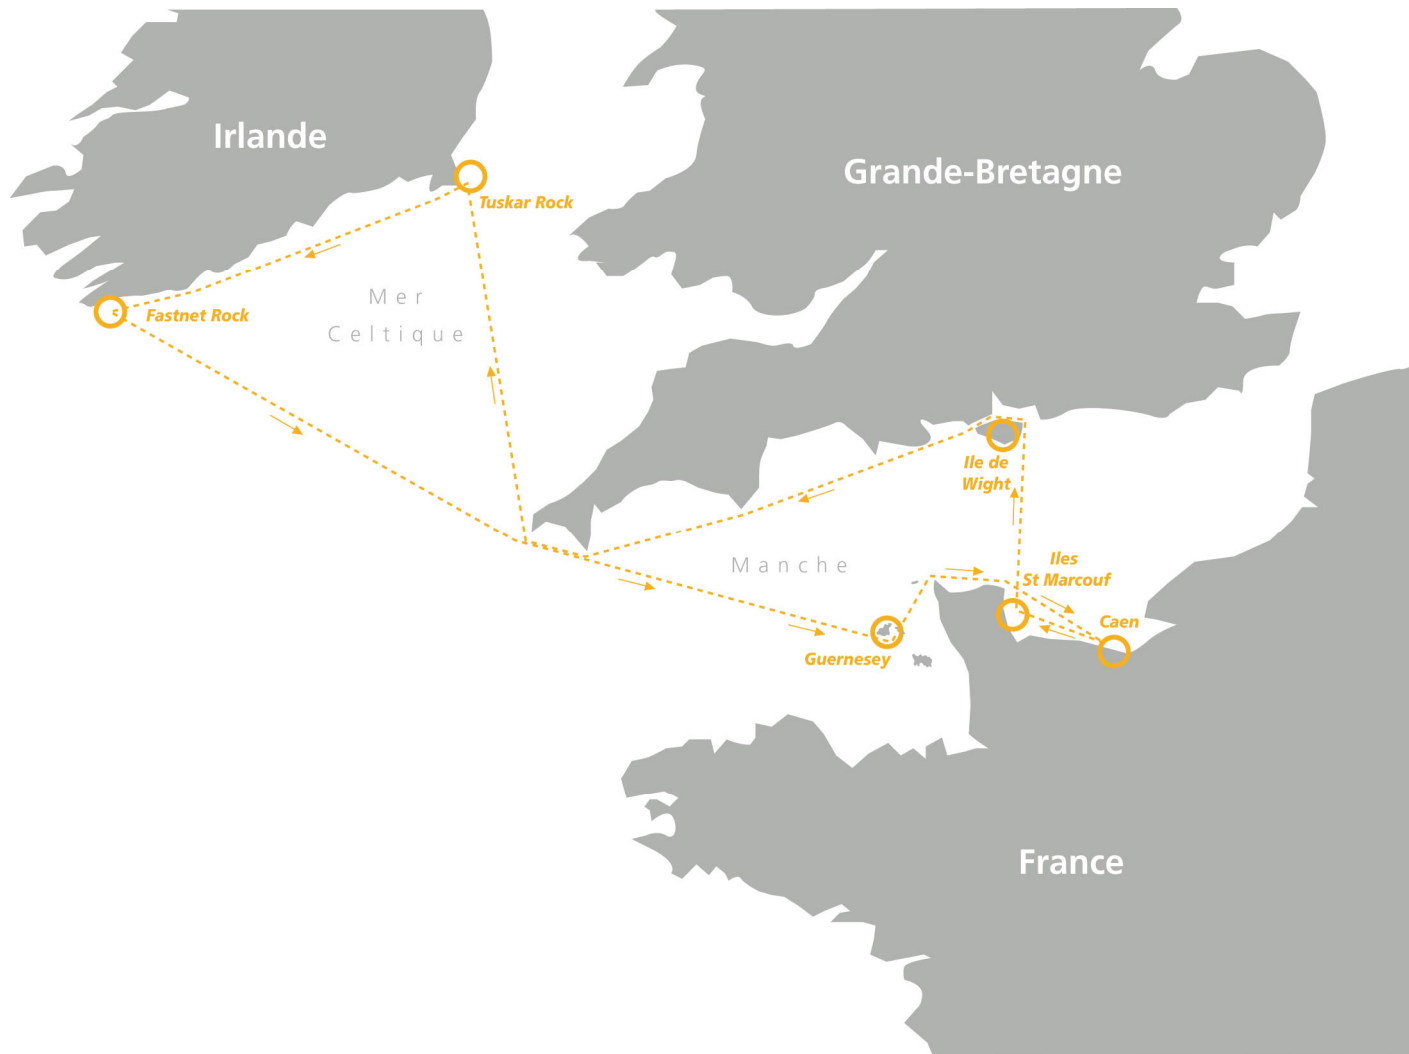 Irlande
Grande-Bretagne
Tuskar Rock
Mer
Celtique
Fastnet Rock
Ile de
Wight
Manche
Iles
St Marcouf
Caen
Guernesey
France